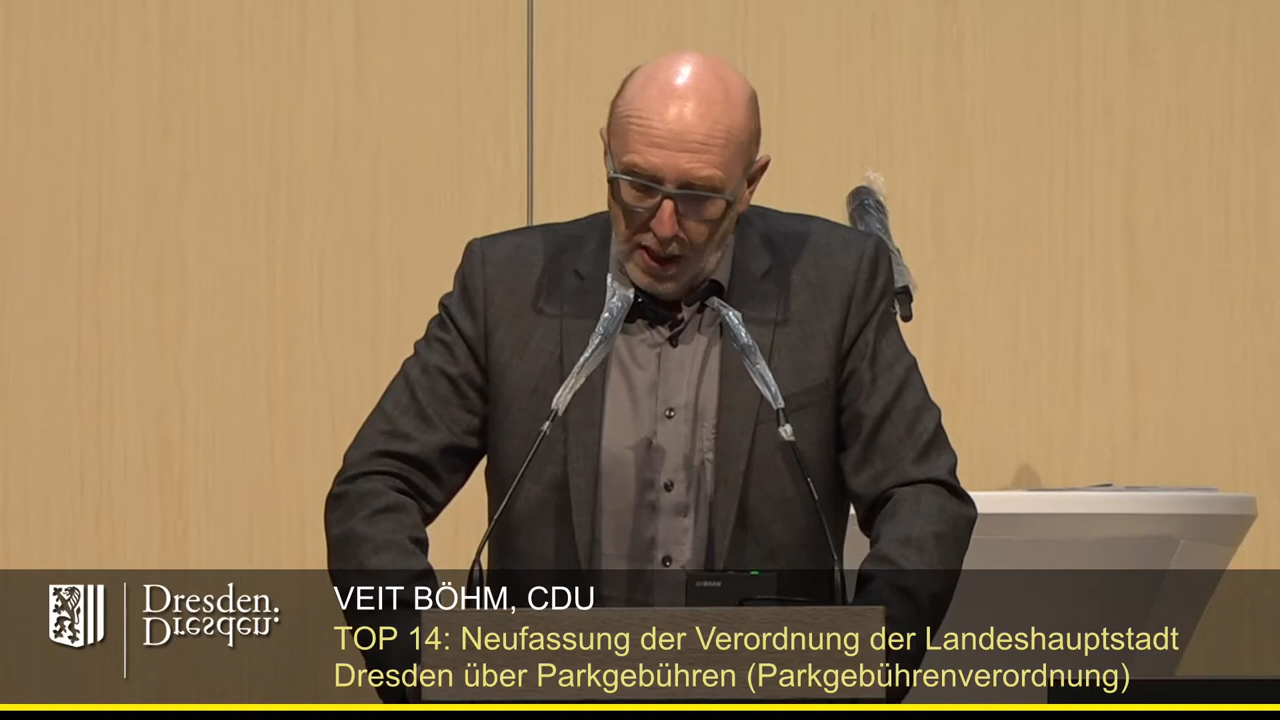 Dresden.
Dresden.
VEIT BÖHM, CDU
TOP 14: Neufassung der Verordnung der Landeshauptstadt
Dresden über Parkgebühren (Parkgebührenverordnung)